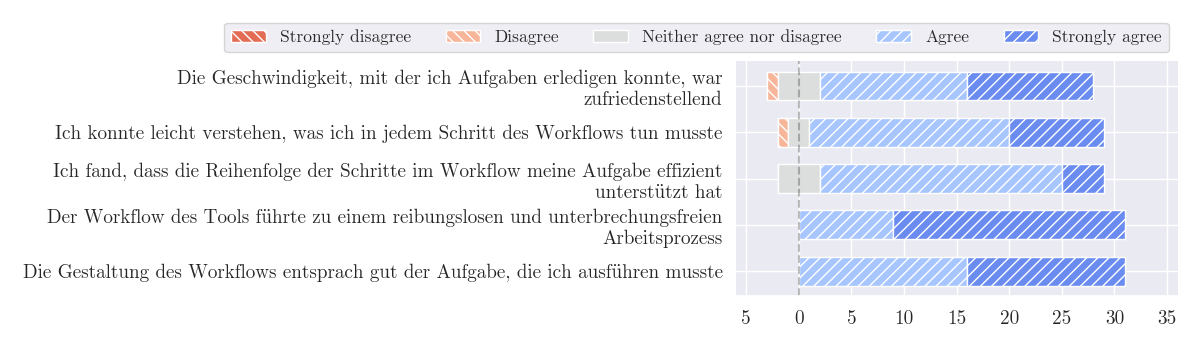 Strongly disagree Disagree Neither agree nor disagree Agree Strongly agree
Die Geschwindigkeit, mit der ich Aufgaben erledigen konnte, war
zufriedenstellend
Ich konnte leicht verstehen, was ich in jedem Schritt des Workflows tun musste
Ich fand, dass die Reihenfolge der Schritte im Workflow meine Aufgabe effizient
unterstützt hat
Der Workflow des Tools führte zu einem reibungslosen und unterbrechungsfreien
Arbeitsprozess
Die Gestaltung des Workflows entsprach gut der Aufgabe, die ich ausführen musste
5 0 5 10 15 20 25 30 35